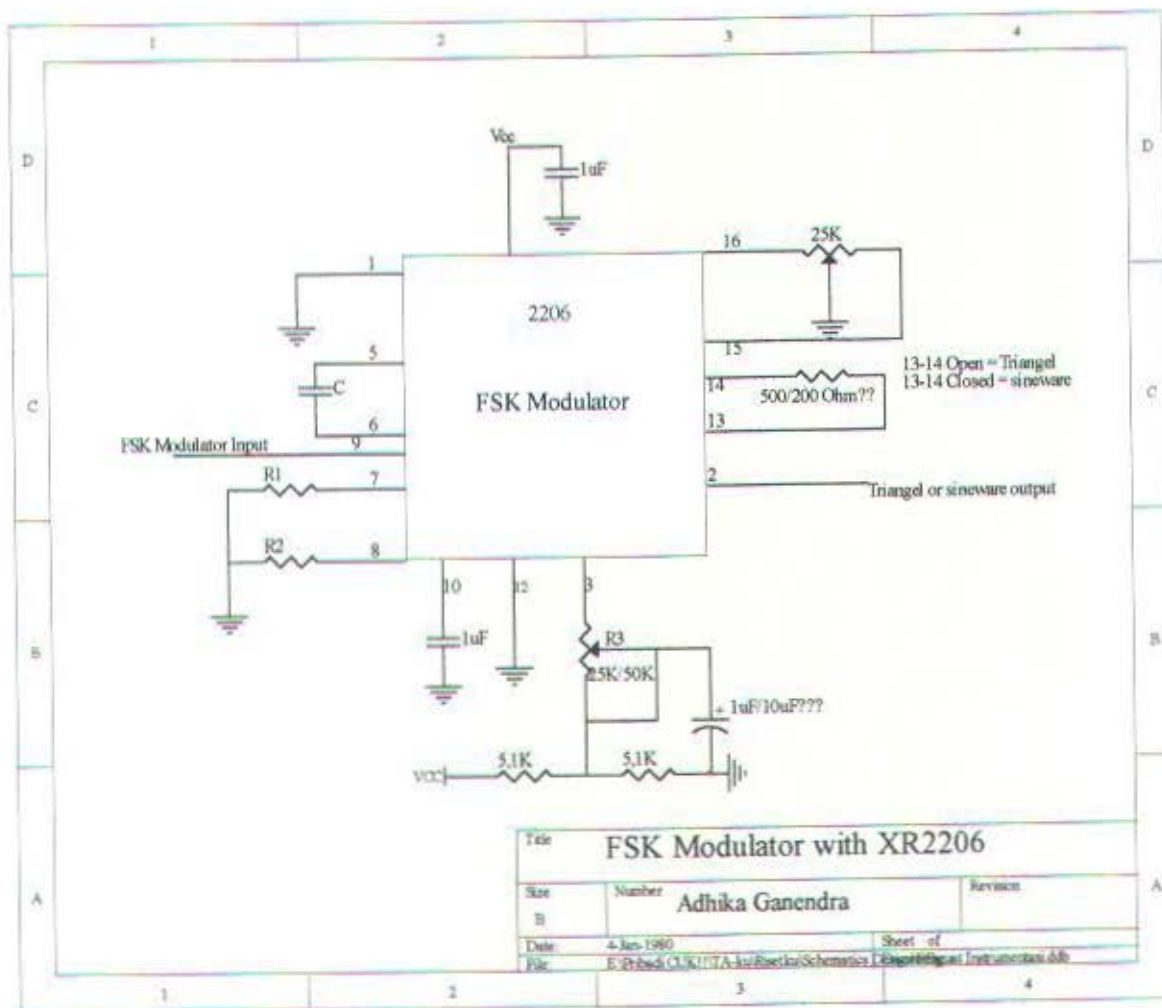 1 2 3 4
D D
Vcc
1uF
16 25K
1
2206
15
5
13-14 Open = Triangel
13-14 Closed = sineware
C 14
500/200 Ohm??
C C
FSK Modulator
6 13
9
FSK Modulator Input
R1
7 2
Triangel or sineware output
R2
8
10 12 3
1uF
R3
25K/50K
B B
+ 1uF/10uF???
5,1K 5,1K
VCC
Title FSK Modulator with XR2206
Size Number Revision
Adhika Ganendra
B
A A
Date: 4-Jan-1980 Sheet of
File:
1 2 3 4